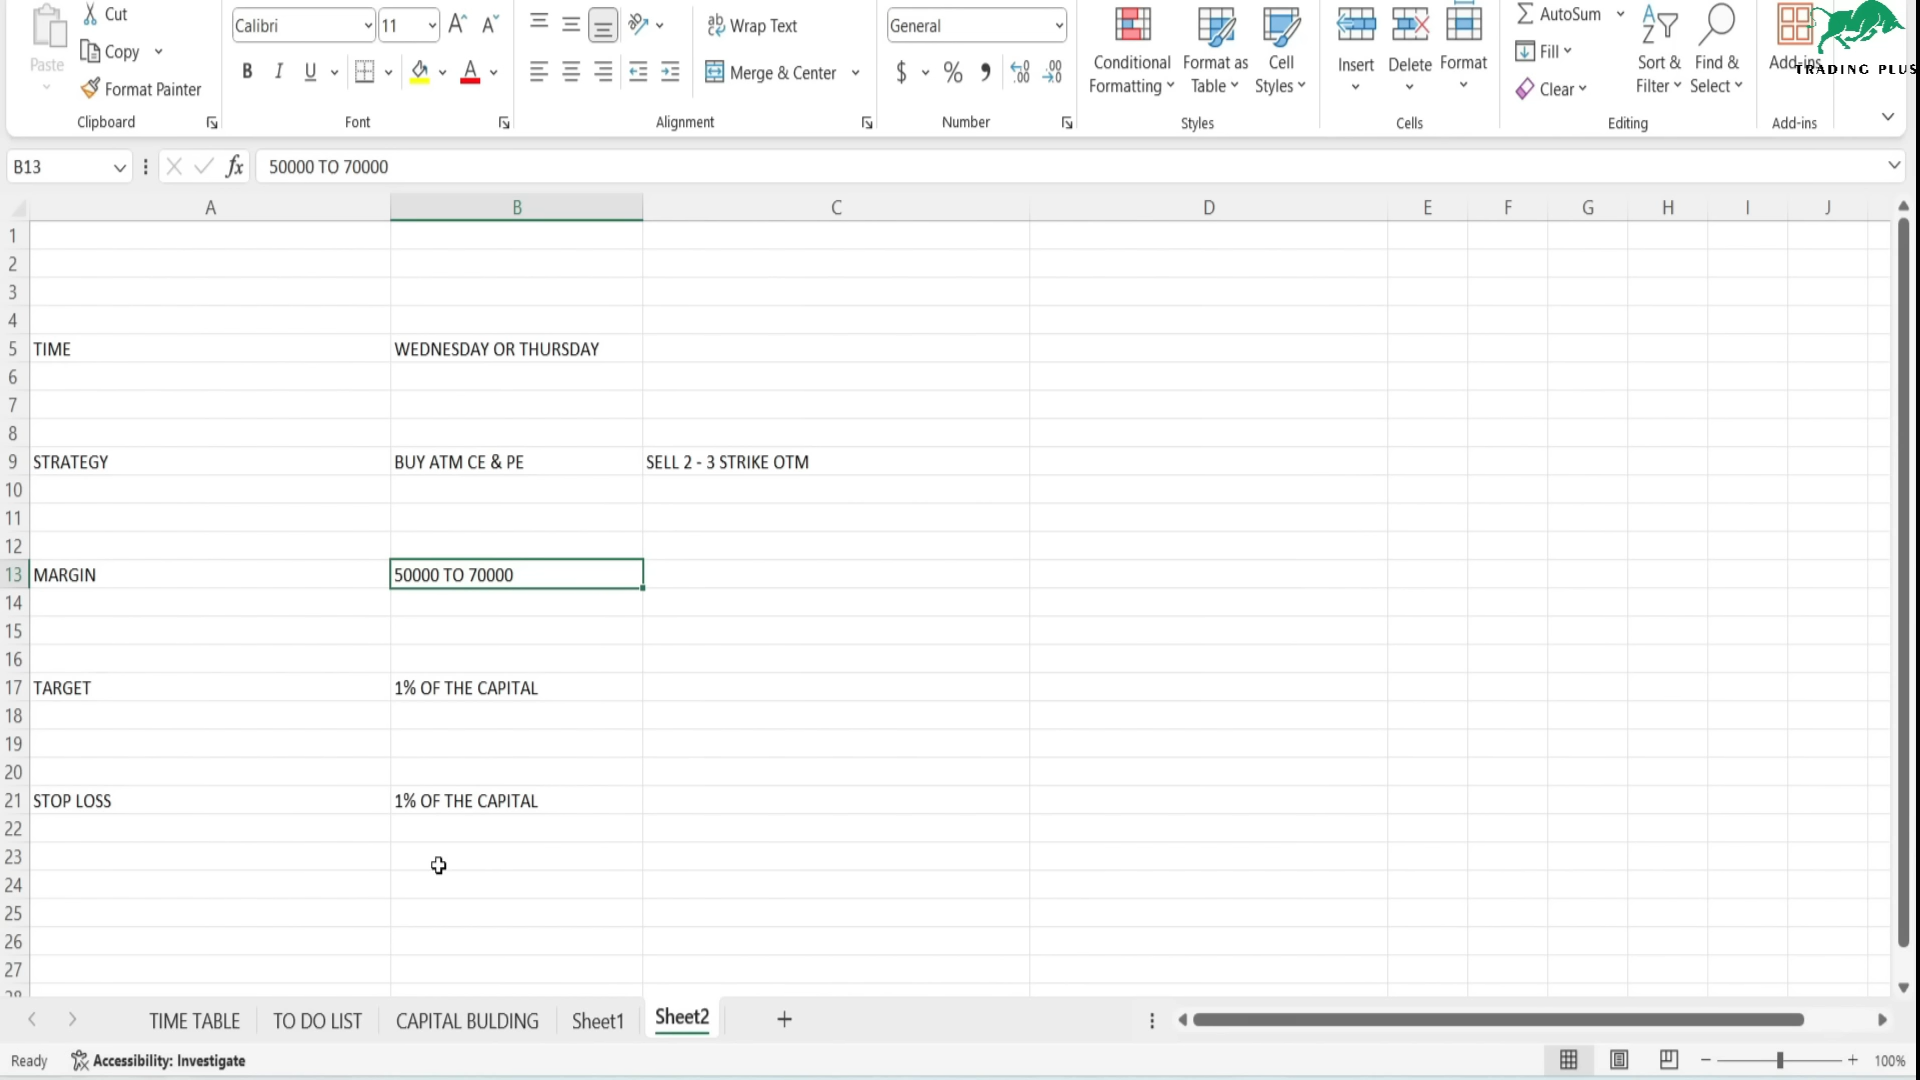 Cut
Copy
Paste
Format Painter
Clipboard
Calibri 11
B I U
Font
Wrap Text
Merge & Center
Alignment
General
$ %
Number
Conditional Formatting
Format as Table
Cell Styles
Styles
Insert
Delete
Format
Cells
AutoSum
Fill
Clear
Sort & Filter
Find & Select
Editing
Add-ins
Add-ins
TRADING PLUS
B13
fx
50000 TO 70000
A B C D E F G H I J
1
2
3
4
5 TIME WEDNESDAY OR THURSDAY
6
7
8
9 STRATEGY BUY ATM CE & PE SELL 2 - 3 STRIKE OTM
10
11
12
13 MARGIN 50000 TO 70000
14
15
16
17 TARGET 1% OF THE CAPITAL
18
19
20
21 STOP LOSS 1% OF THE CAPITAL
22
23
24
25
26
27
28
TIME TABLE TO DO LIST CAPITAL BULDING Sheet1 Sheet2
Ready Accessibility: Investigate 100%